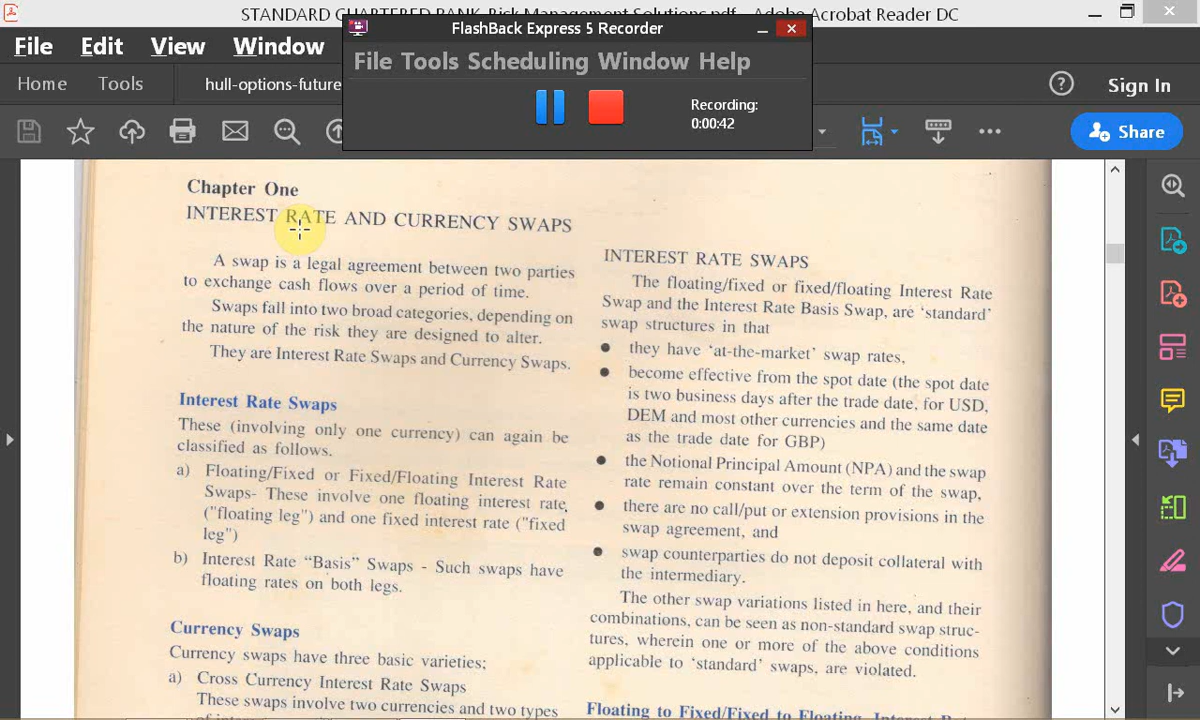 STANDARD CHARTERED BANK Risk Management Solutions.pdf - Adobe Acrobat Reader DC
File Edit View Window
FlashBack Express 5 Recorder
File Tools Scheduling Window Help
Recording:
0:00:42
Home Tools hull-options-future
Sign In
Share
Chapter One
INTEREST RATE AND CURRENCY SWAPS
A swap is a legal agreement between two parties
to exchange cash flows over a period of time.
Swaps fall into two broad categories, depending on
the nature of the risk they are designed to alter.
They are Interest Rate Swaps and Currency Swaps.
Interest Rate Swaps
These (involving only one currency) can again be
classified as follows.
a) Floating/Fixed or Fixed/Floating Interest Rate
Swaps- These involve one floating interest rate,
("floating leg") and one fixed interest rate ("fixed
leg")
b) Interest Rate “Basis” Swaps - Such swaps have
floating rates on both legs.
Currency Swaps
Currency swaps have three basic varieties;
a) Cross Currency Interest Rate Swaps
These swaps involve two currencies and two types
INTEREST RATE SWAPS
The floating/fixed or fixed/floating Interest Rate
Swap and the Interest Rate Basis Swap, are ‘standard’
swap structures in that
● they have ‘at-the-market’ swap rates,
● become effective from the spot date (the spot date
is two business days after the trade date, for USD,
DEM and most other currencies and the same date
as the trade date for GBP)
● the Notional Principal Amount (NPA) and the swap
rate remain constant over the term of the swap,
● there are no call/put or extension provisions in the
swap agreement, and
● swap counterparties do not deposit collateral with
the intermediary.
The other swap variations listed in here, and their
combinations, can be seen as non-standard swap struc-
tures, wherein one or more of the above conditions
applicable to ‘standard’ swaps, are violated.
Floating to Fixed/Fixed to Floating, Interest